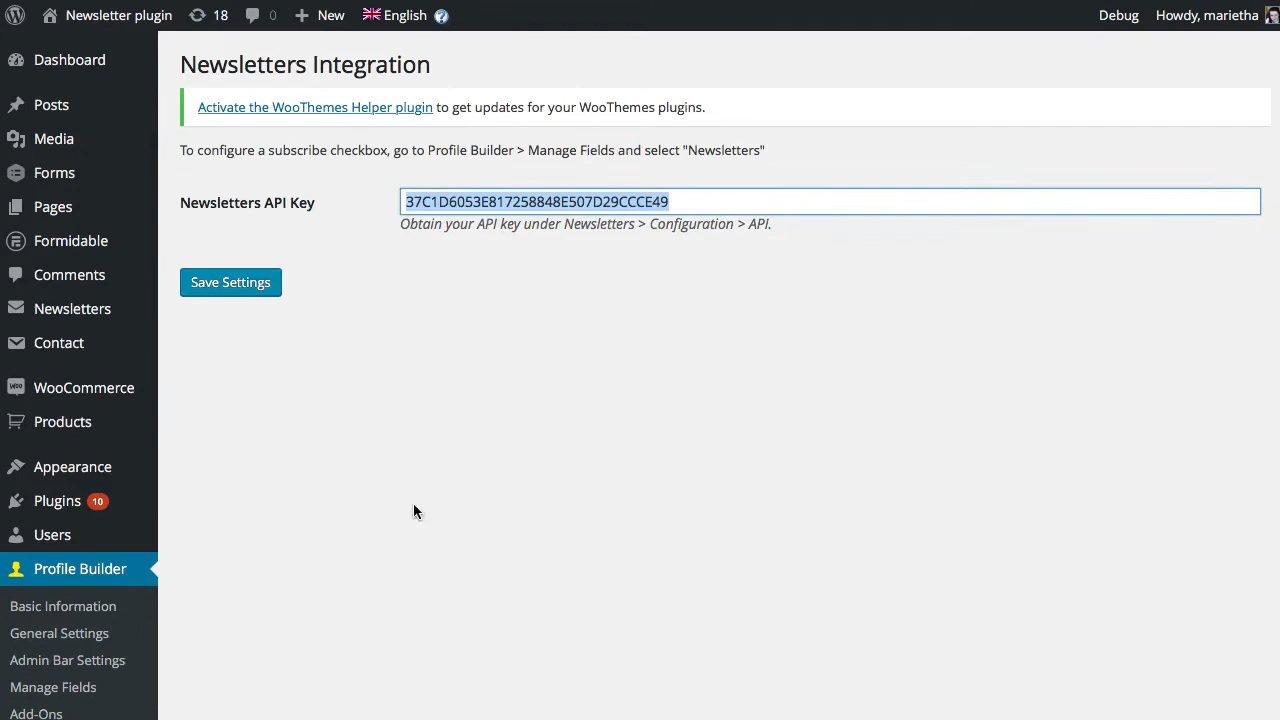 Newsletter plugin 18 0 New English ? Debug Howdy, marietha
Dashboard
Posts
Media
Forms
Pages
Formidable
Comments
Newsletters
Contact
WOO WooCommerce
Products
Appearance
Plugins 10
Users
Profile Builder
Basic Information
General Settings
Admin Bar Settings
Manage Fields
Add-Ons
Newsletters Integration
Activate the WooThemes Helper plugin to get updates for your WooThemes plugins.
To configure a subscribe checkbox, go to Profile Builder > Manage Fields and select "Newsletters"
Newsletters API Key 37C1D6053E817258848E507D29CCCE49
Obtain your API key under Newsletters > Configuration > API.
Save Settings